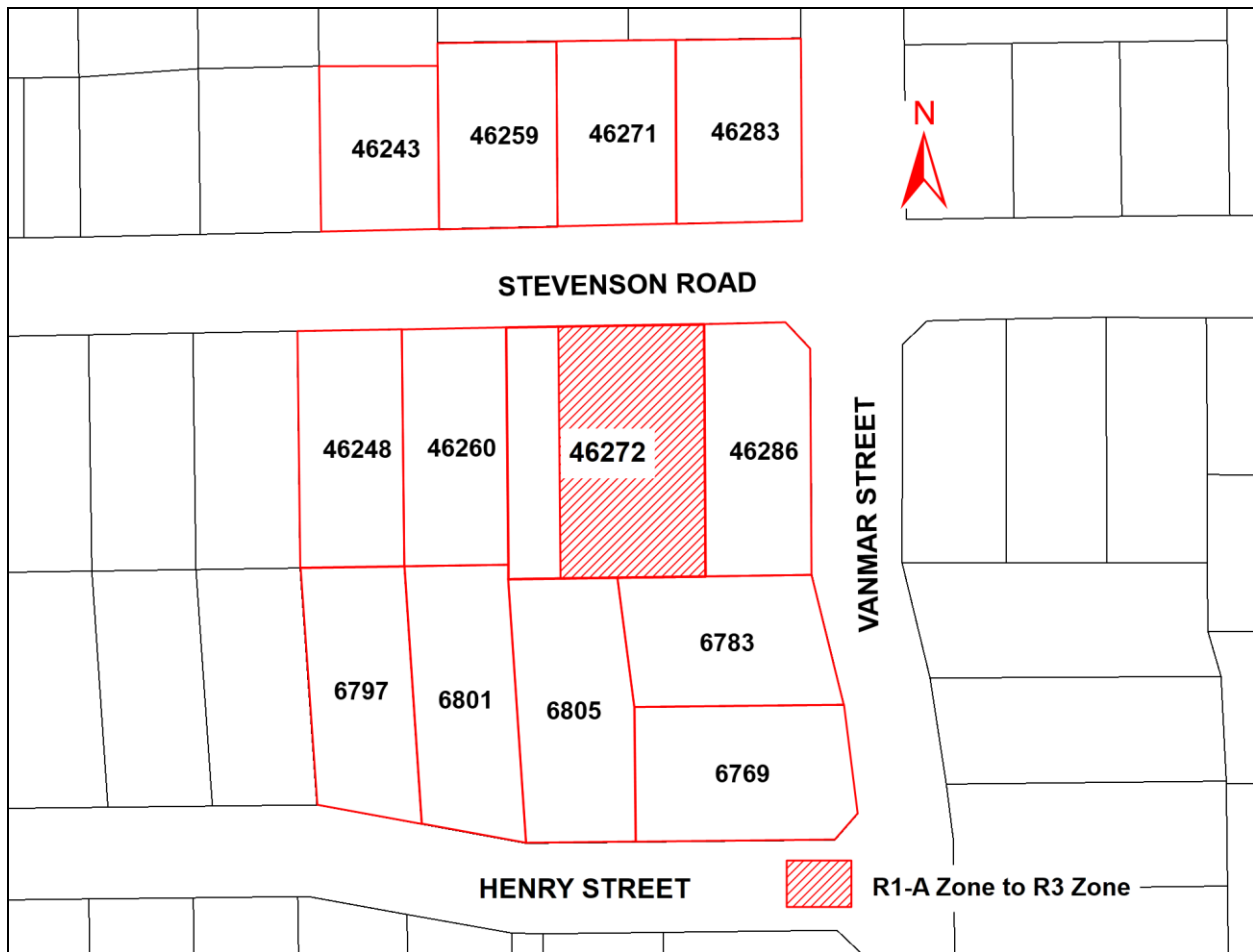 N
46243
46259
46271
46283
STEVENSON ROAD
46248
46260
46272
46286
VANMAR STREET
6783
6797
6801
6805
6769
HENRY STREET
R1-A Zone to R3 Zone